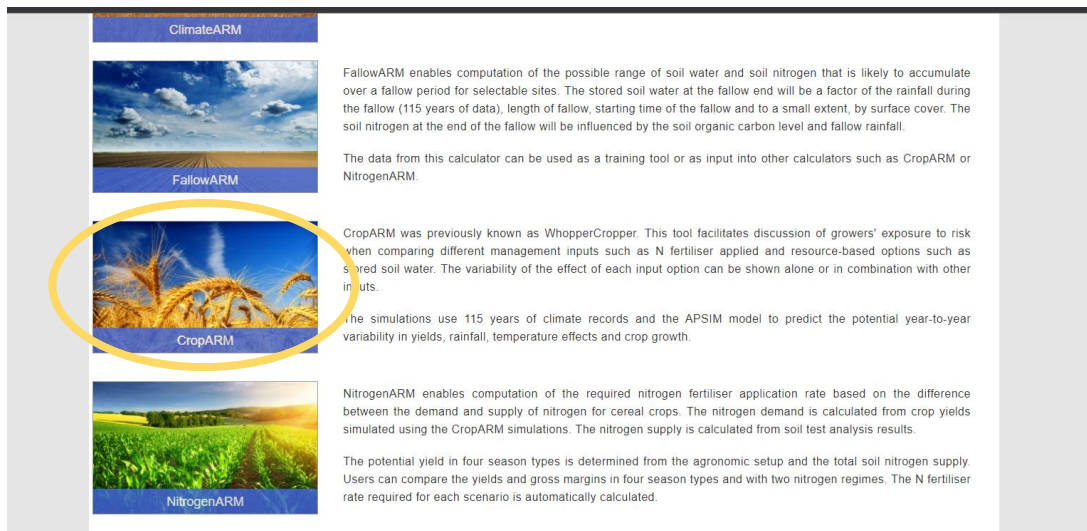 ClimateARM
FallowARM enables computation of the possible range of soil water and soil nitrogen that is likely to accumulate
over a fallow period for selectable sites. The stored soil water at the fallow end will be a factor of the rainfall during
the fallow (115 years of data), length of fallow, starting time of the fallow and to a small extent, by surface cover. The
soil nitrogen at the end of the fallow will be influenced by the soil organic carbon level and fallow rainfall.
The data from this calculator can be used as a training tool or as input into other calculators such as CropARM or
NitrogenARM.
FallowARM
CropARM was previously known as WhopperCropper. This tool facilitates discussion of growers' exposure to risk
when comparing different management inputs such as N fertiliser applied and resource-based options such as
stored soil water. The variability of the effect of each input option can be shown alone or in combination with other
inputs.
The simulations use 115 years of climate records and the APSIM model to predict the potential year-to-year
variability in yields, rainfall, temperature effects and crop growth.
CropARM
NitrogenARM enables computation of the required nitrogen fertiliser application rate based on the difference
between the demand and supply of nitrogen for cereal crops. The nitrogen demand is calculated from crop yields
simulated using the CropARM simulations. The nitrogen supply is calculated from soil test analysis results.
The potential yield in four season types is determined from the agronomic setup and the total soil nitrogen supply.
Users can compare the yields and gross margins in four season types and with two nitrogen regimes. The N fertiliser
rate required for each scenario is automatically calculated.
NitrogenARM